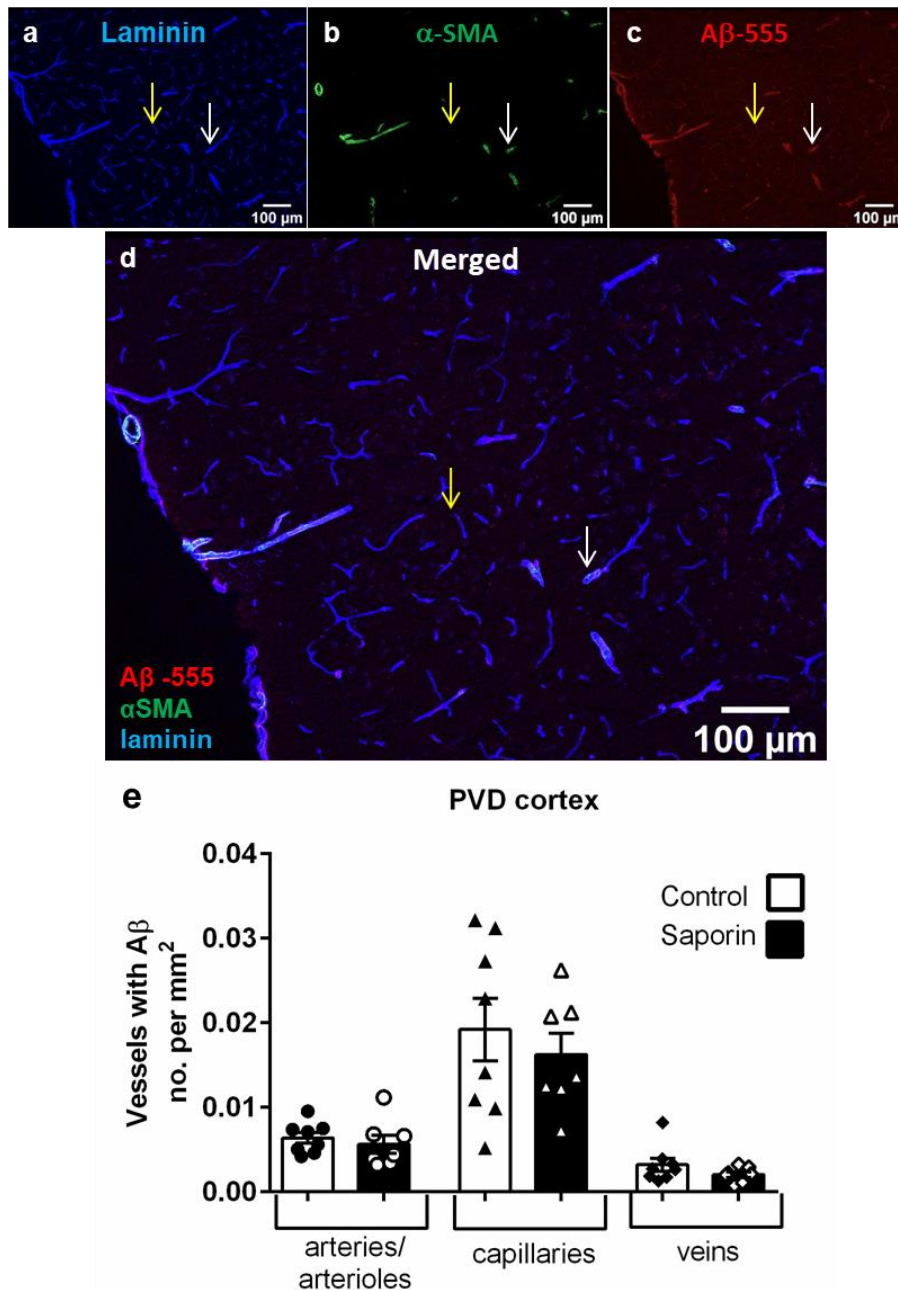 a Laminin
100 µm
b α-SMA
100 µm
c Aβ-555
100 µm
d Merged
Aβ -555
αSMA
laminin
100 µm
e PVD cortex
Vessels with Aβ
no. per mm²
0.04
0.03
0.02
0.01
0.00
Control
Saporin
arteries/
arterioles
capillaries
veins